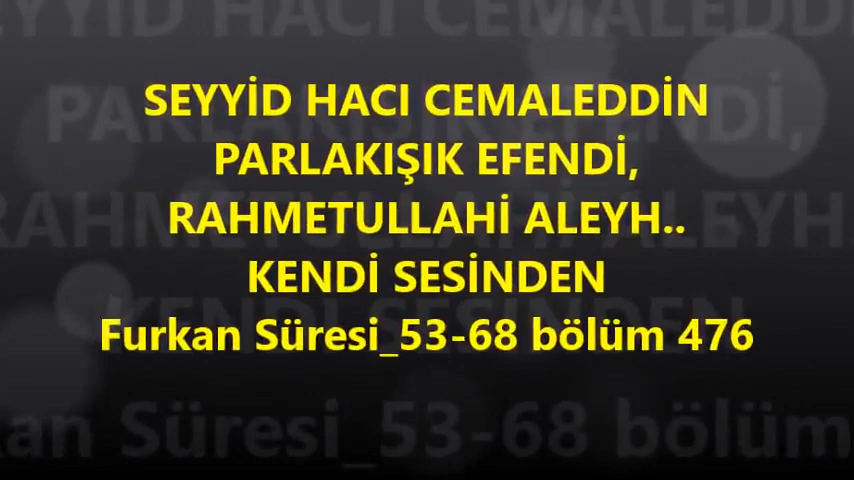 SEYYİD HACI CEMALEDDİN
PARLAKIŞIK EFENDİ,
RAHMETULLAHİ ALEYH..
KENDİ SESİNDEN
Furkan Süresi_53-68 bölüm 476